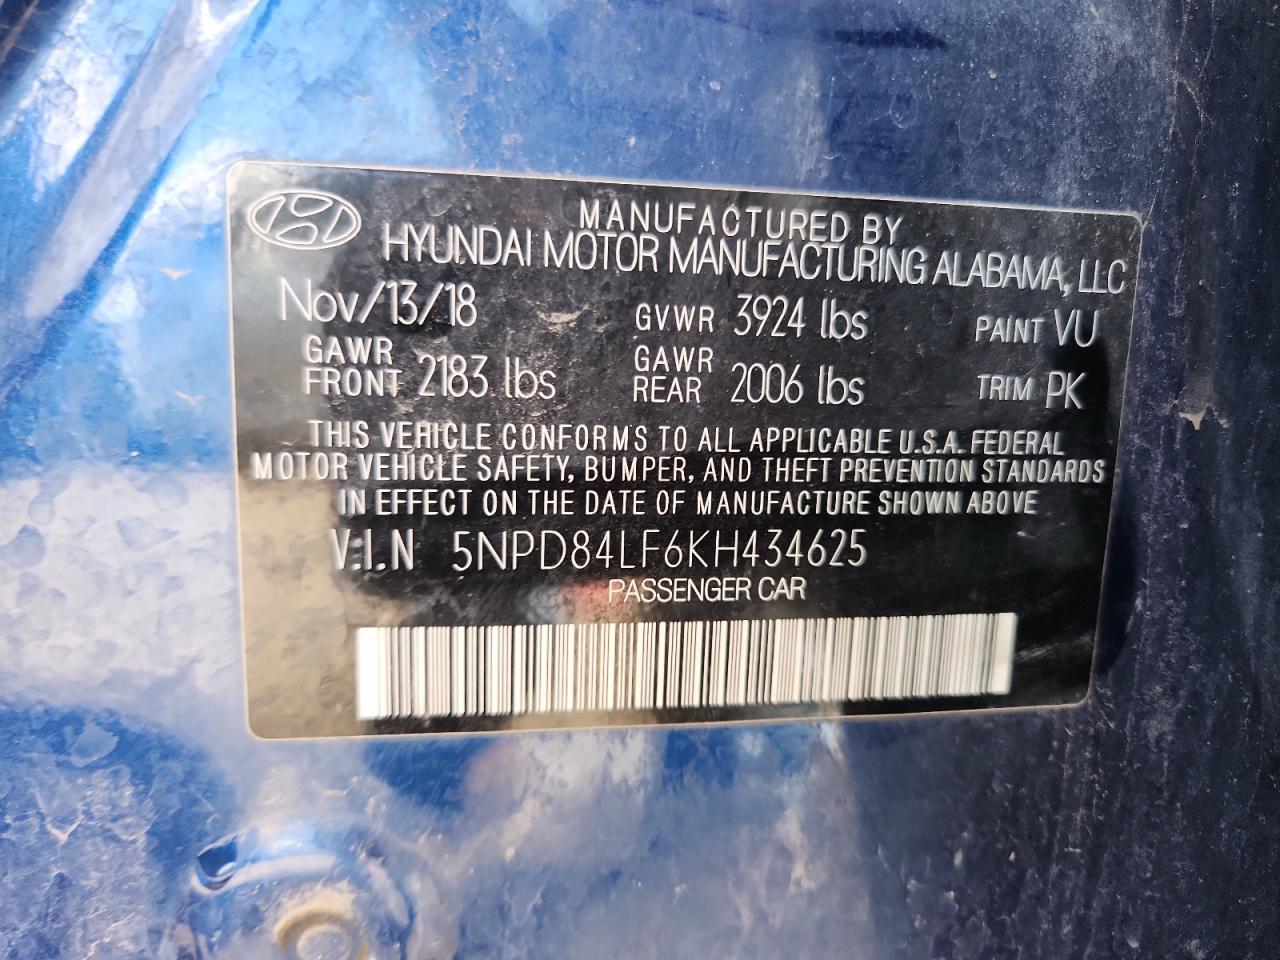 MANUFACTURED BY
HYUNDAI MOTOR MANUFACTURING ALABAMA, LLC
Nov/13/18 GVWR 3924 lbs PAINT VU
GAWR FRONT 2183 lbs GAWR REAR 2006 lbs TRIM PK
THIS VEHICLE CONFORMS TO ALL APPLICABLE U.S.A. FEDERAL
MOTOR VEHICLE SAFETY, BUMPER, AND THEFT PREVENTION STANDARDS
IN EFFECT ON THE DATE OF MANUFACTURE SHOWN ABOVE
V.I.N 5NPD84LF6KH434625
PASSENGER CAR